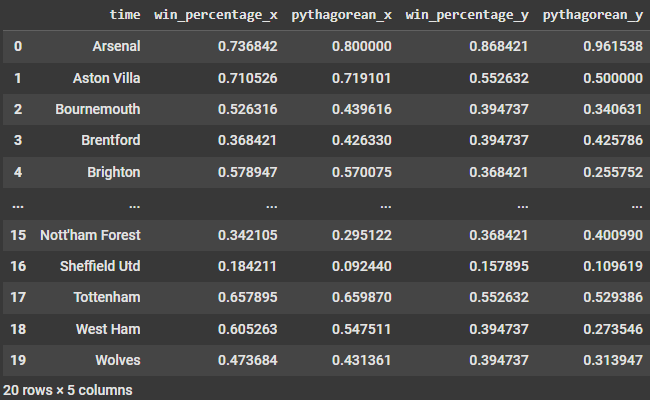 time win_percentage_x pythagorean_x win_percentage_y pythagorean_y
0 Arsenal 0.736842 0.800000 0.868421 0.961538
1 Aston Villa 0.710526 0.719101 0.552632 0.500000
2 Bournemouth 0.526316 0.439616 0.394737 0.340631
3 Brentford 0.368421 0.426330 0.394737 0.425786
4 Brighton 0.578947 0.570075 0.368421 0.255752
... ... ... ... ... ...
15 Nott'ham Forest 0.342105 0.295122 0.368421 0.400990
16 Sheffield Utd 0.184211 0.092440 0.157895 0.109619
17 Tottenham 0.657895 0.659870 0.552632 0.529386
18 West Ham 0.605263 0.547511 0.394737 0.273546
19 Wolves 0.473684 0.431361 0.394737 0.313947
20 rows × 5 columns